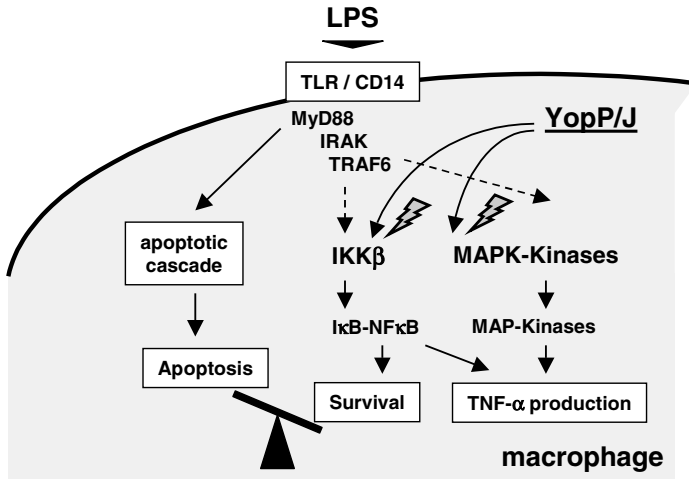 LPS
TLR / CD14
MyD88
IRAK
TRAF6
YopP/J
apoptotic
cascade
IKKβ
MAPK-Kinases
IκB-NFκB
MAP-Kinases
Apoptosis
Survival
TNF-α production
macrophage